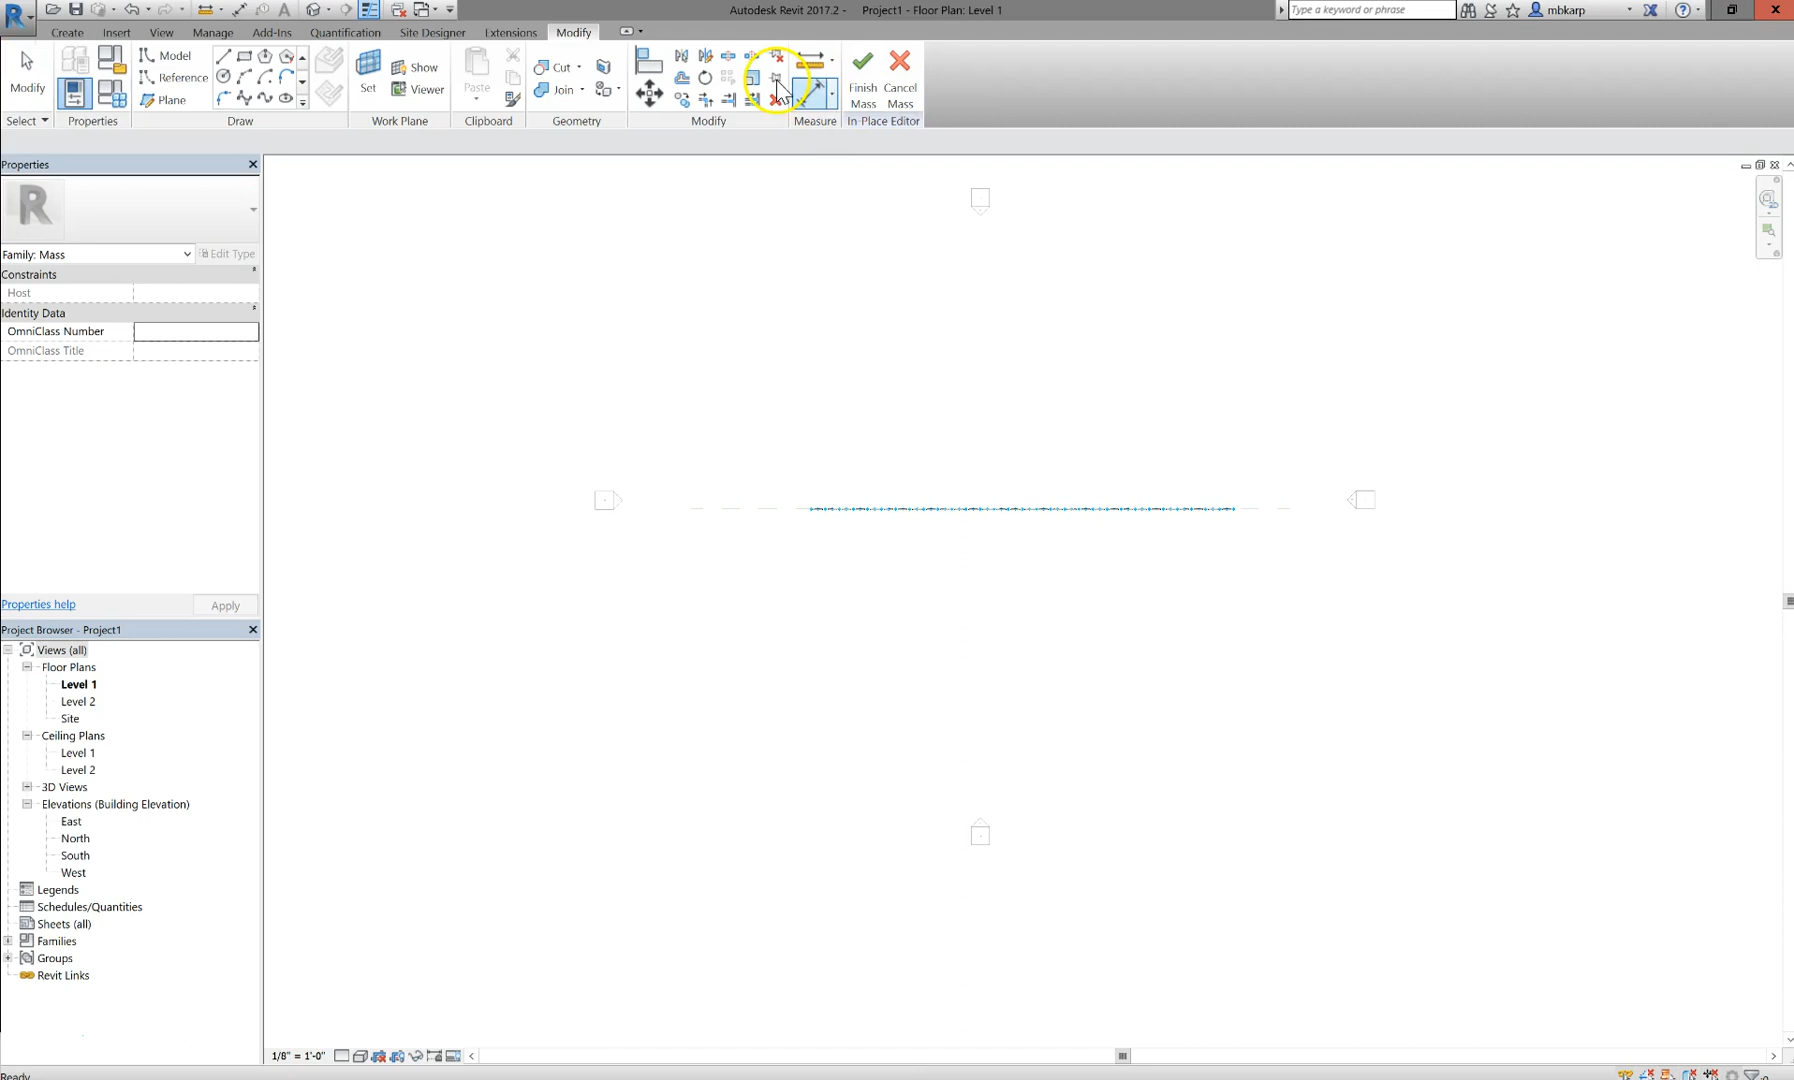 Autodesk Revit 2017.2 - Project1 - Floor Plan: Level 1
Type a keyword or phrase
mbkarp
Create Insert View Manage Add-Ins Quantification Site Designer Extensions Modify
Modify
Model
Reference
Plane
Set
Show
Viewer
Paste
Cut
Join
Finish Mass
Cancel Mass
Select Properties Draw Work Plane Clipboard Geometry Modify Measure In-Place Editor
Properties
R
Family: Mass
Edit Type
Constraints
Host
Identity Data
OmniClass Number
OmniClass Title
Properties help
Apply
Project Browser - Project1
Views (all)
Floor Plans
Level 1
Level 2
Site
Ceiling Plans
Level 1
Level 2
3D Views
Elevations (Building Elevation)
East
North
South
West
Legends
Schedules/Quantities
Sheets (all)
Families
Groups
Revit Links
1/8" = 1'-0"
Ready